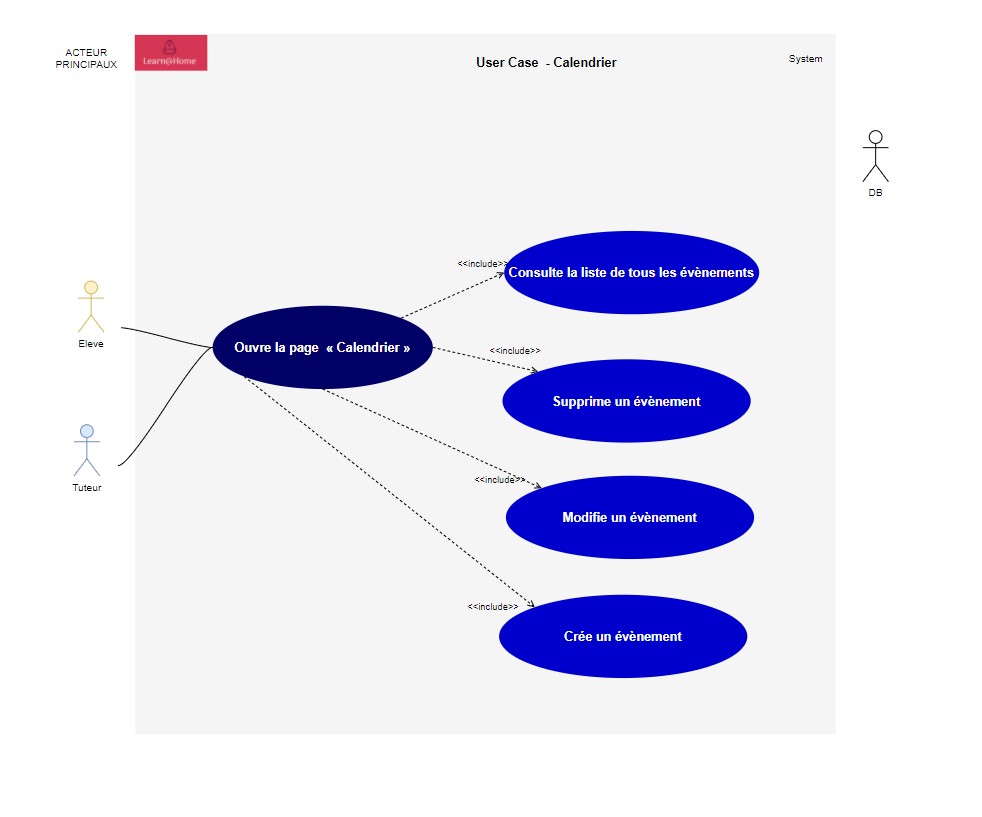 ACTEUR
PRINCIPAUX
Learn@Home
User Case - Calendrier
System
DB
<<include>>
Consulte la liste de tous les évènements
Eleve
Ouvre la page « Calendrier »
<<include>>
Supprime un évènement
Tuteur
<<include>>
Modifie un évènement
<<include>>
Crée un évènement